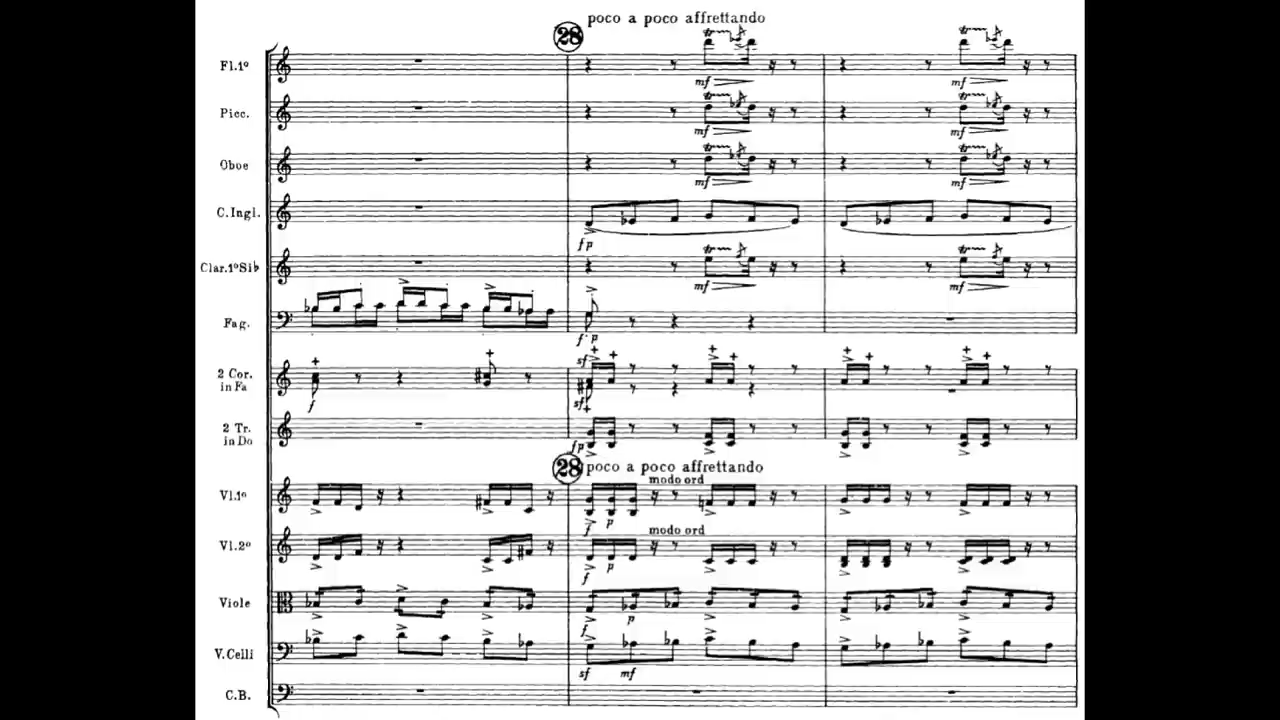 poco a poco affrettando
28
Fl.1º
mf
mf
Picc.
mf
mf
Oboe
mf
mf
C.Ingl.
fp
Clar.1ºSib
mf
mf
Fag.
f p
2 Cor.
in Fa
f
sf
sf
2 Tr.
in Do
fp
28 poco a poco affrettando
modo ord
Vl.1º
f p
modo ord
Vl.2º
f p
Viole
f p
V.Celli
sf mf
C.B.